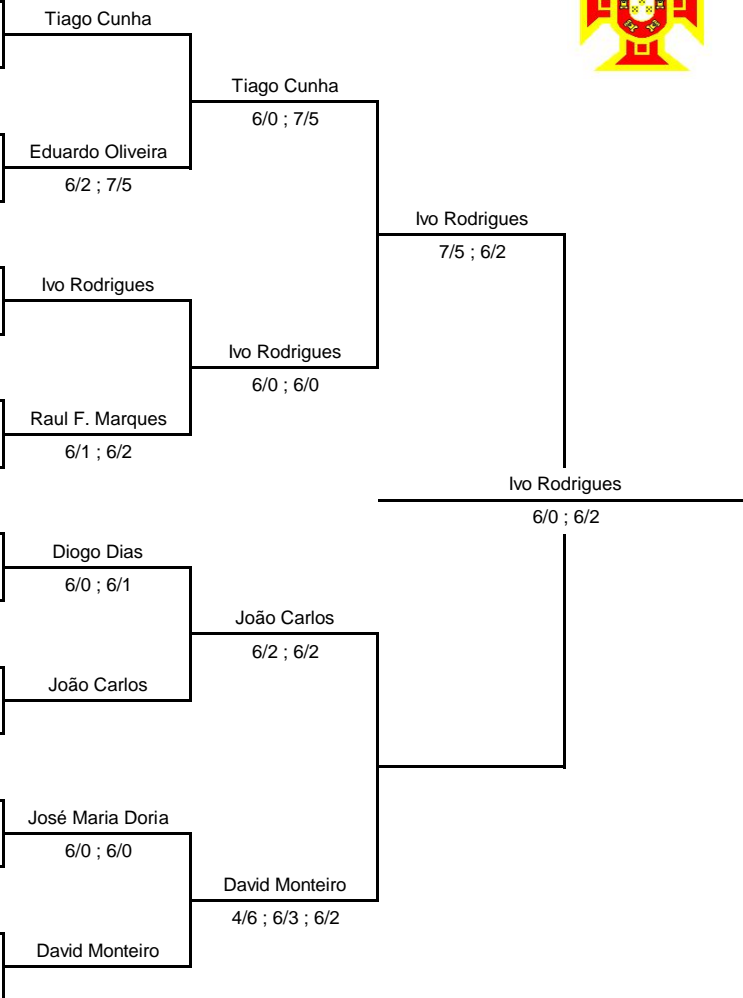 Tiago Cunha
Tiago Cunha
6/0 ; 7/5
Eduardo Oliveira
6/2 ; 7/5
Ivo Rodrigues
7/5 ; 6/2
Ivo Rodrigues
Ivo Rodrigues
6/0 ; 6/0
Raul F. Marques
6/1 ; 6/2
Ivo Rodrigues
6/0 ; 6/2
Diogo Dias
6/0 ; 6/1
João Carlos
6/2 ; 6/2
João Carlos
José Maria Doria
6/0 ; 6/0
David Monteiro
4/6 ; 6/3 ; 6/2
David Monteiro